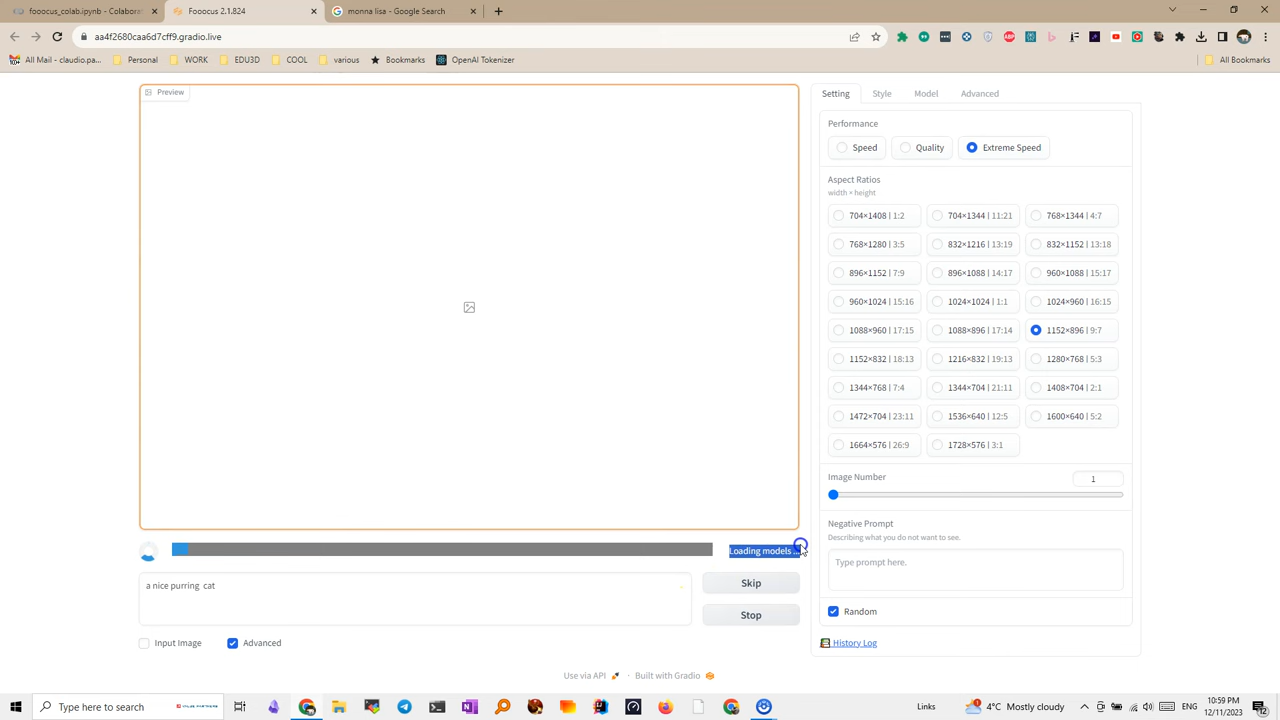 fooocus_colab.ipynb - Colabora
Fooocus 2.1.824
monna lisa - Google Search
aa4f2680caa6d7cff9.gradio.live
All Mail - claudio.pa...
Personal
WORK
EDU3D
COOL
various
Bookmarks
OpenAI Tokenizer
All Bookmarks
Preview
Setting
Style
Model
Advanced
Performance
Speed
Quality
Extreme Speed
Aspect Ratios
width × height
704×1408 | 1:2
704×1344 | 11:21
768×1344 | 4:7
768×1280 | 3:5
832×1216 | 13:19
832×1152 | 13:18
896×1152 | 7:9
896×1088 | 14:17
960×1088 | 15:17
960×1024 | 15:16
1024×1024 | 1:1
1024×960 | 16:15
1088×960 | 17:15
1088×896 | 17:14
1152×896 | 9:7
1152×832 | 18:13
1216×832 | 19:13
1280×768 | 5:3
1344×768 | 7:4
1344×704 | 21:11
1408×704 | 2:1
1472×704 | 23:11
1536×640 | 12:5
1600×640 | 5:2
1664×576 | 26:9
1728×576 | 3:1
Image Number
1
Negative Prompt
Describing what you do not want to see.
Type prompt here.
Random
History Log
Loading models ...
a nice purring  cat
Skip
Stop
Input Image
Advanced
Use via API
·
Built with Gradio
Type here to search
Links
4°C Mostly cloudy
ENG
10:59 PM
12/11/2023